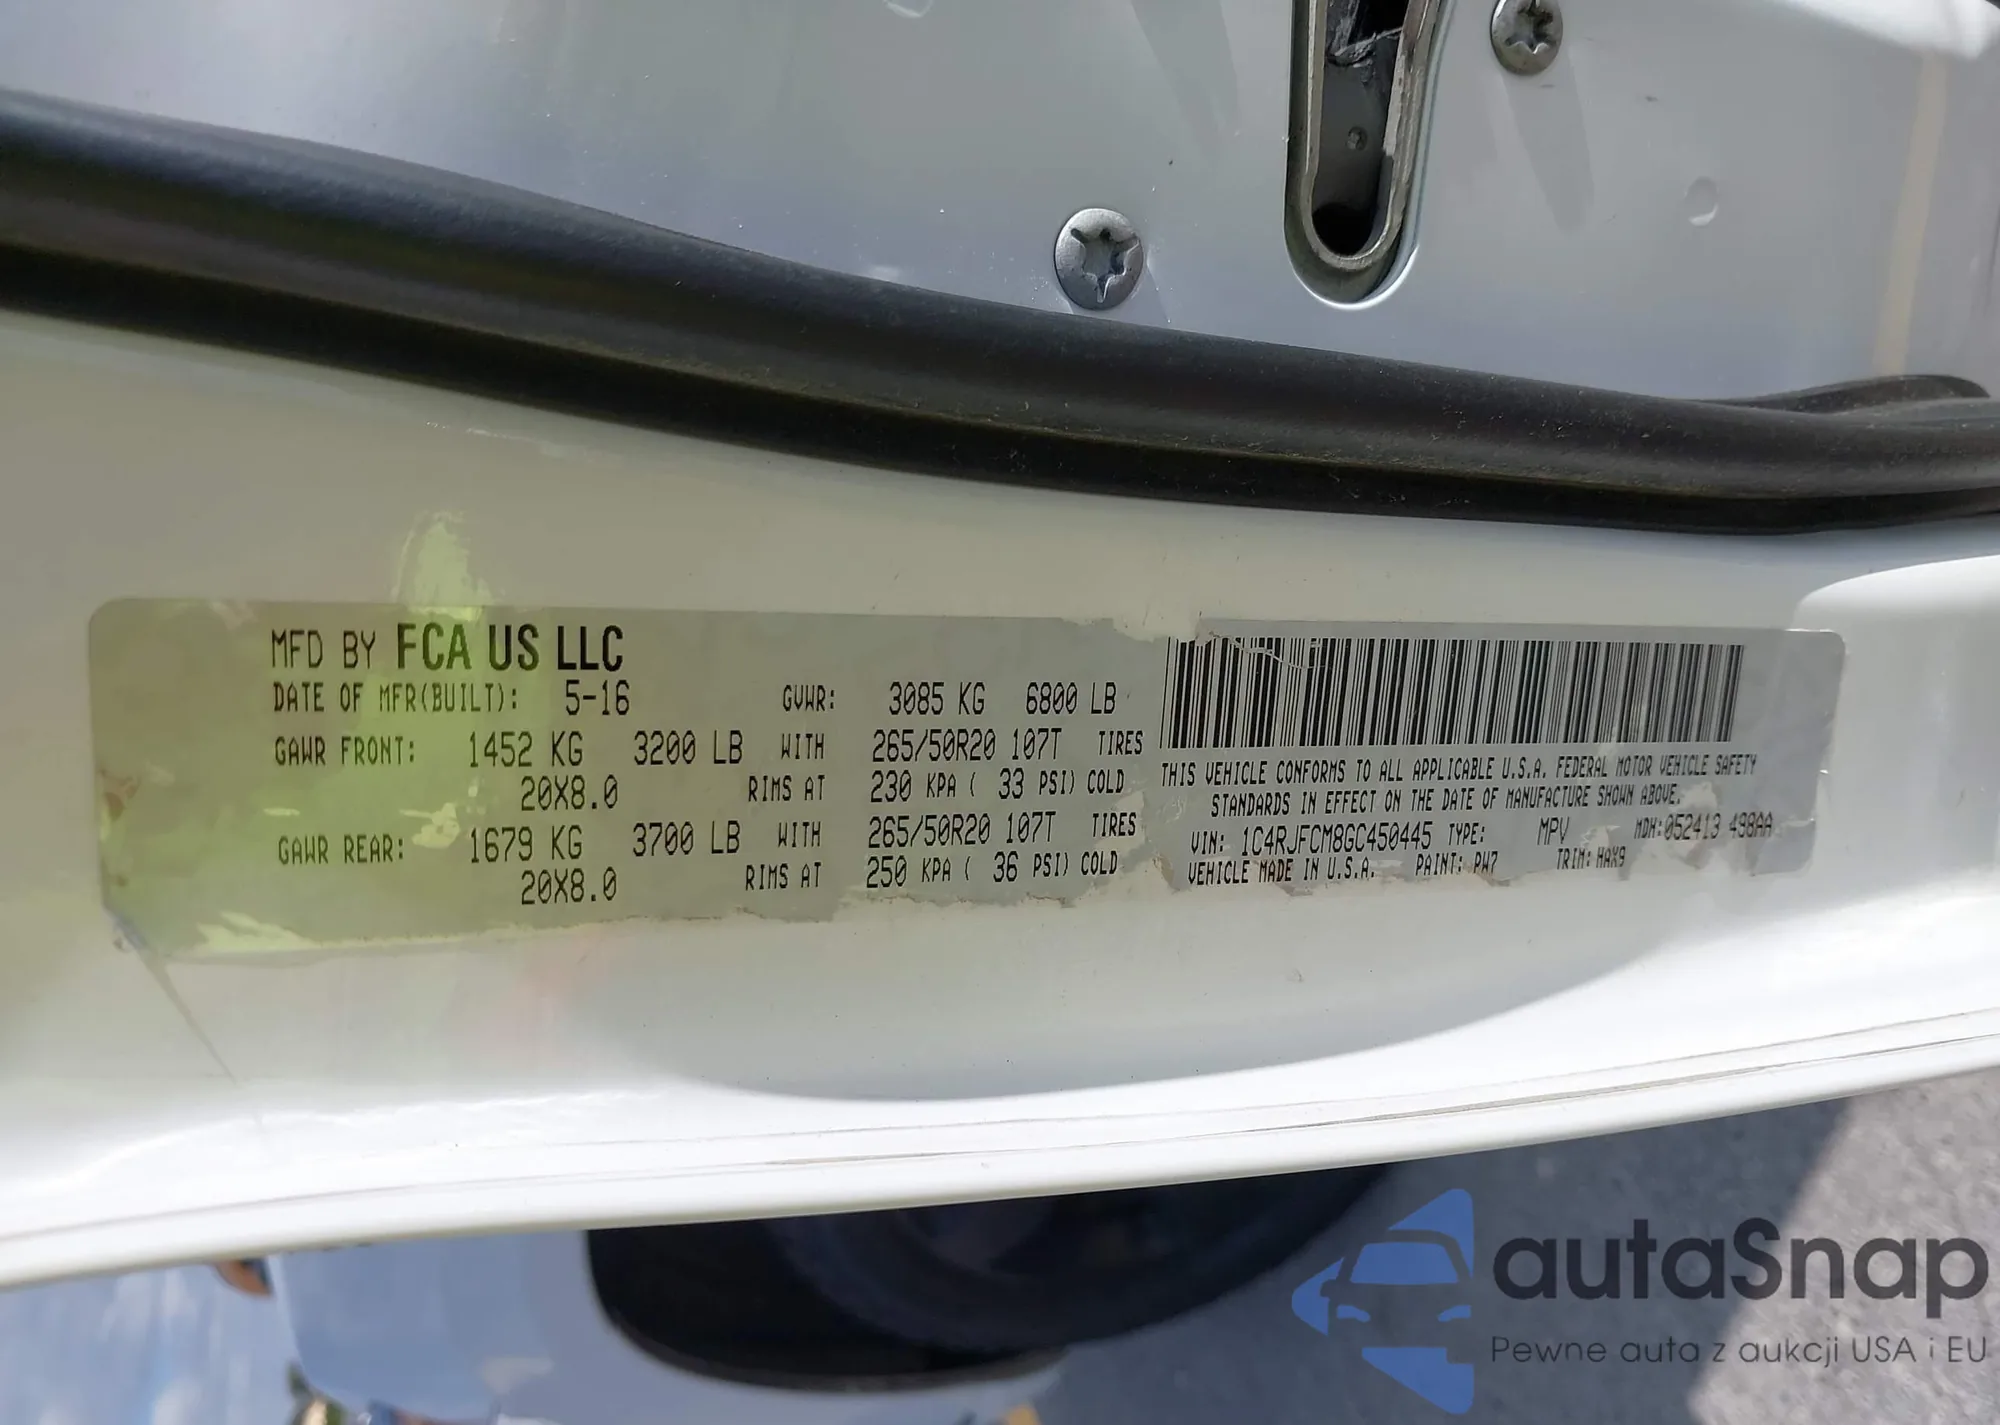 MFD BY FCA US LLC
DATE OF MFR(BUILT): 5-16 GVWR: 3085 KG 6800 LB
GAWR FRONT: 1452 KG 3200 LB WITH 265/50R20 107T TIRES
20X8.0 RIMS AT 230 KPA ( 33 PSI) COLD
GAWR REAR: 1679 KG 3700 LB WITH 265/50R20 107T TIRES
20X8.0 RIMS AT 250 KPA ( 36 PSI) COLD
THIS VEHICLE CONFORMS TO ALL APPLICABLE U.S.A. FEDERAL MOTOR VEHICLE SAFETY
STANDARDS IN EFFECT ON THE DATE OF MANUFACTURE SHOWN ABOVE.
VIN: 1C4RJFCM8GC450445 TYPE: MPV MDH:052413 498AA
VEHICLE MADE IN U.S.A. PAINT: PW7 TRIM: HAX9
autaSnap
Pewne auta z aukcji USA i EU